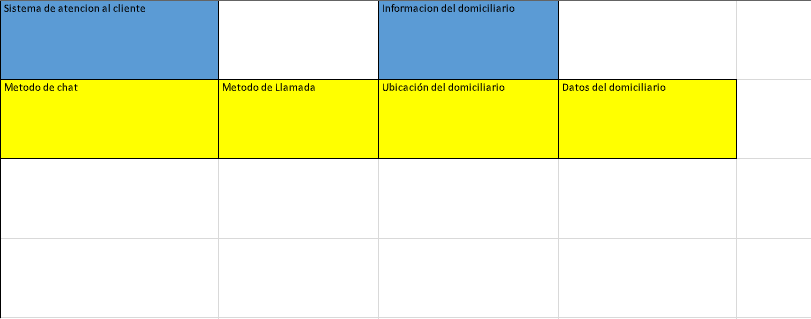 Sistema de atencion al cliente
Informacion del domiciliario
Metodo de chat
Metodo de Llamada
Ubicación del domiciliario
Datos del domiciliario